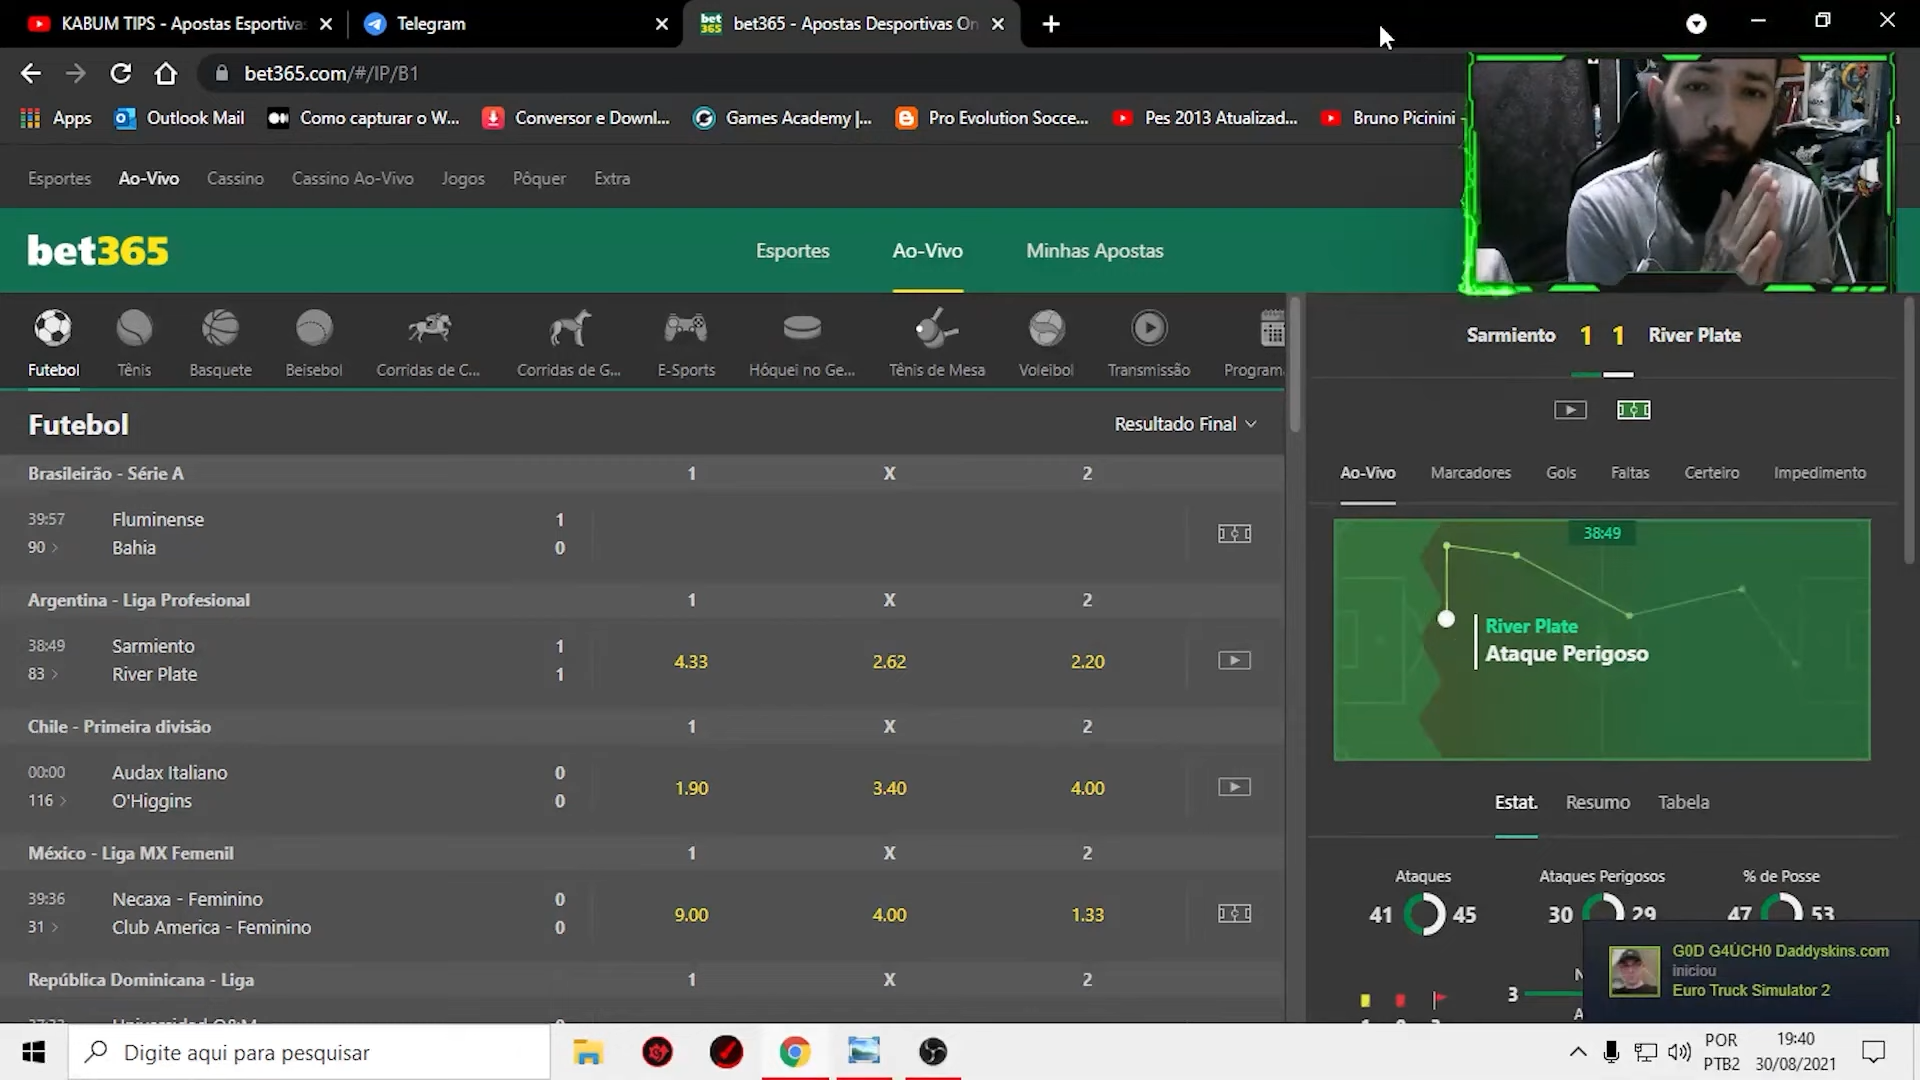 KABUM TIPS - Apostas Esportivas
Telegram
bet365 - Apostas Desportivas On
bet365.com/#/IP/B1
Apps
Outlook Mail
Como capturar o W...
Conversor e Downl...
Games Academy |...
Pro Evolution Socce...
Pes 2013 Atualizad...
Bruno Picinini -
Esportes Ao-Vivo Cassino Cassino Ao-Vivo Jogos Pôquer Extra
bet365
Esportes Ao-Vivo Minhas Apostas
Futebol Tênis Basquete Beisebol Corridas de C... Corridas de G... E-Sports Hóquei no Ge... Tênis de Mesa Voleibol Transmissão Program
Futebol
Resultado Final
Brasileirão - Série A 1 X 2
39:57 Fluminense 1
90 > Bahia 0
Argentina - Liga Profesional 1 X 2
38:49 Sarmiento 1
83 > River Plate 1
4.33 2.62 2.20
Chile - Primeira divisão 1 X 2
00:00 Audax Italiano 0
116 > O'Higgins 0
1.90 3.40 4.00
México - Liga MX Femenil 1 X 2
39:36 Necaxa - Feminino 0
31 > Club America - Feminino 0
9.00 4.00 1.33
República Dominicana - Liga 1 X 2
Sarmiento 1 1 River Plate
Ao-Vivo Marcadores Gols Faltas Certeiro Impedimento
38:49
River Plate
Ataque Perigoso
Estat. Resumo Tabela
Ataques Ataques Perigosos % de Posse
41 45 30 29 47 53
3
G0D G4ÚCH0 Daddyskins.com
iniciou
Euro Truck Simulator 2
Digite aqui para pesquisar
POR
PTB2
19:40
30/08/2021